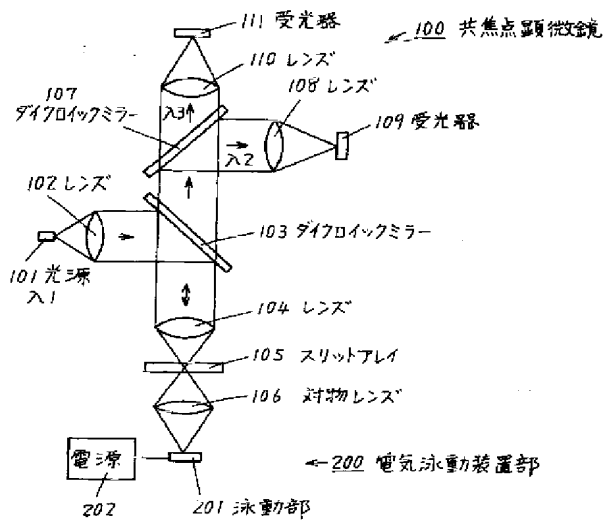 111 受光器
100 共焦点顕微鏡
110 レンズ
107
ダイクロイックミラー
λ3
108 レンズ
109 受光器
λ2
102 レンズ
103 ダイクロイックミラー
101 光源
λ1
104 レンズ
105 スリットアレイ
106 対物レンズ
電源
202
200 電気泳動装置部
201 泳動部